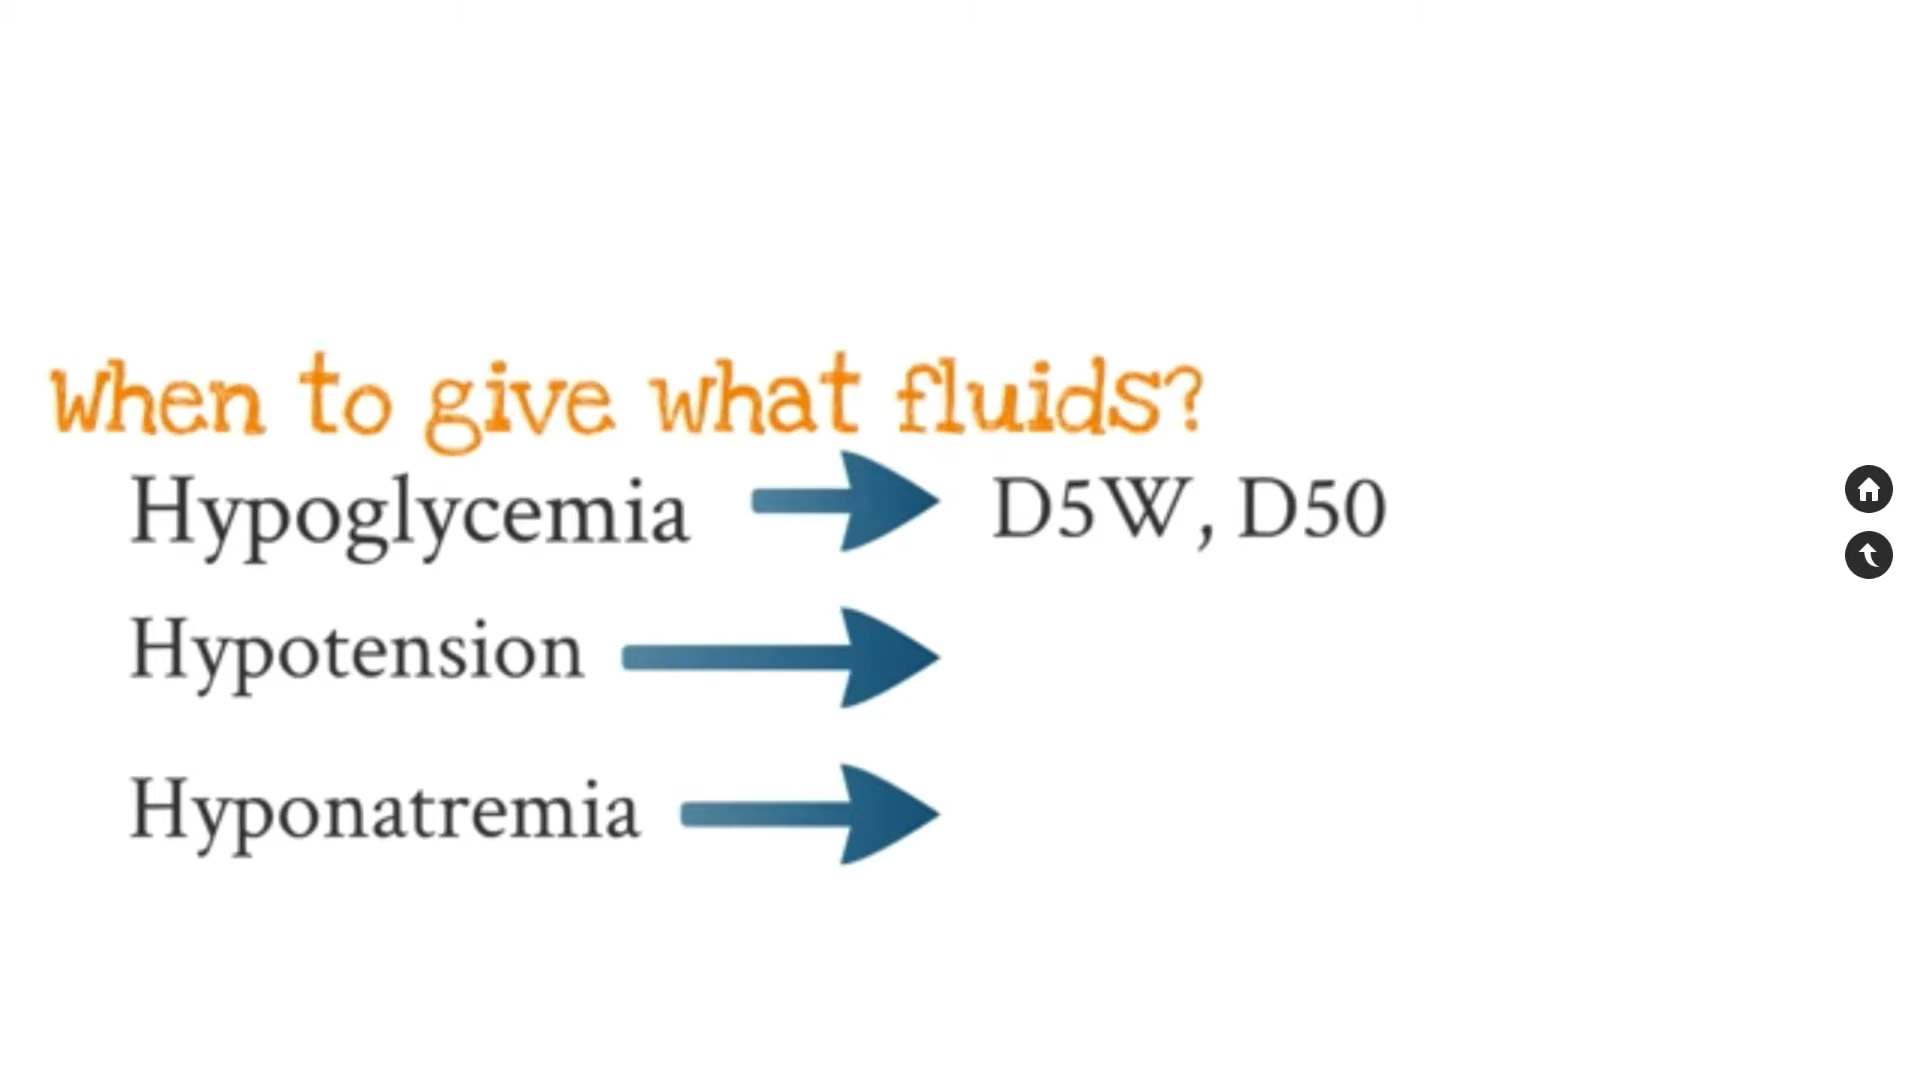 When to give what fluids?
Hypoglycemia D5W, D50
Hypotension
Hyponatremia